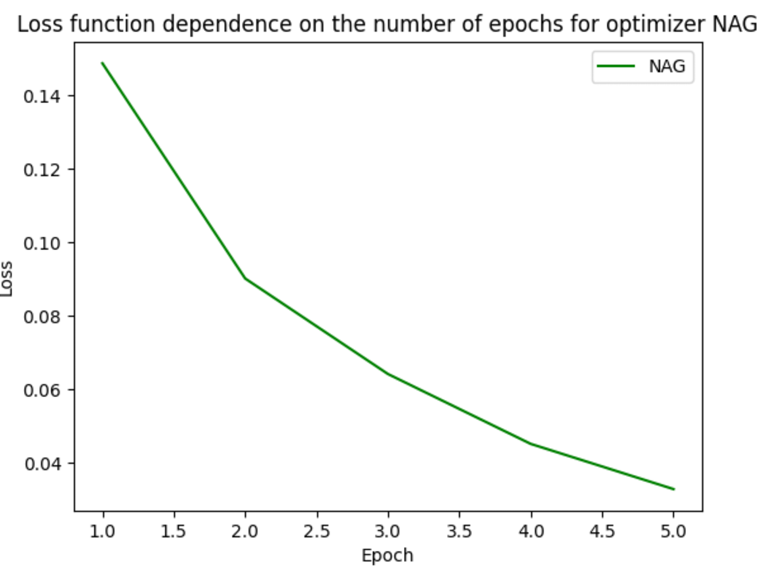 Loss function dependence on the number of epochs for optimizer NAG
NAG
0.14
0.12
0.10
0.08
0.06
0.04
Loss
1.0 1.5 2.0 2.5 3.0 3.5 4.0 4.5 5.0
Epoch